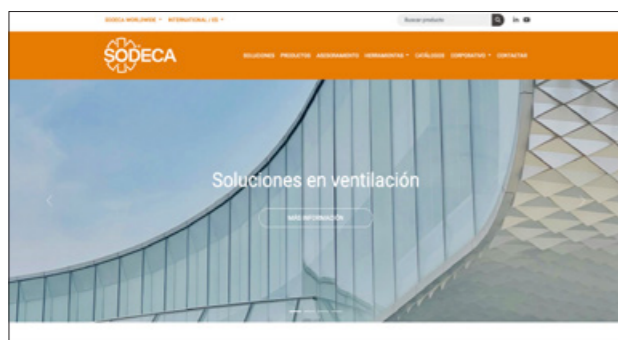 SODECA WORLDWIDE INTERNATIONAL / ES Buscar producto in
SODECA
SOLUCIONES PRODUCTOS ASESORAMIENTO HERRAMIENTAS CATÁLOGOS CORPORATIVO CONTACTAR
Soluciones en ventilación
MÁS INFORMACIÓN